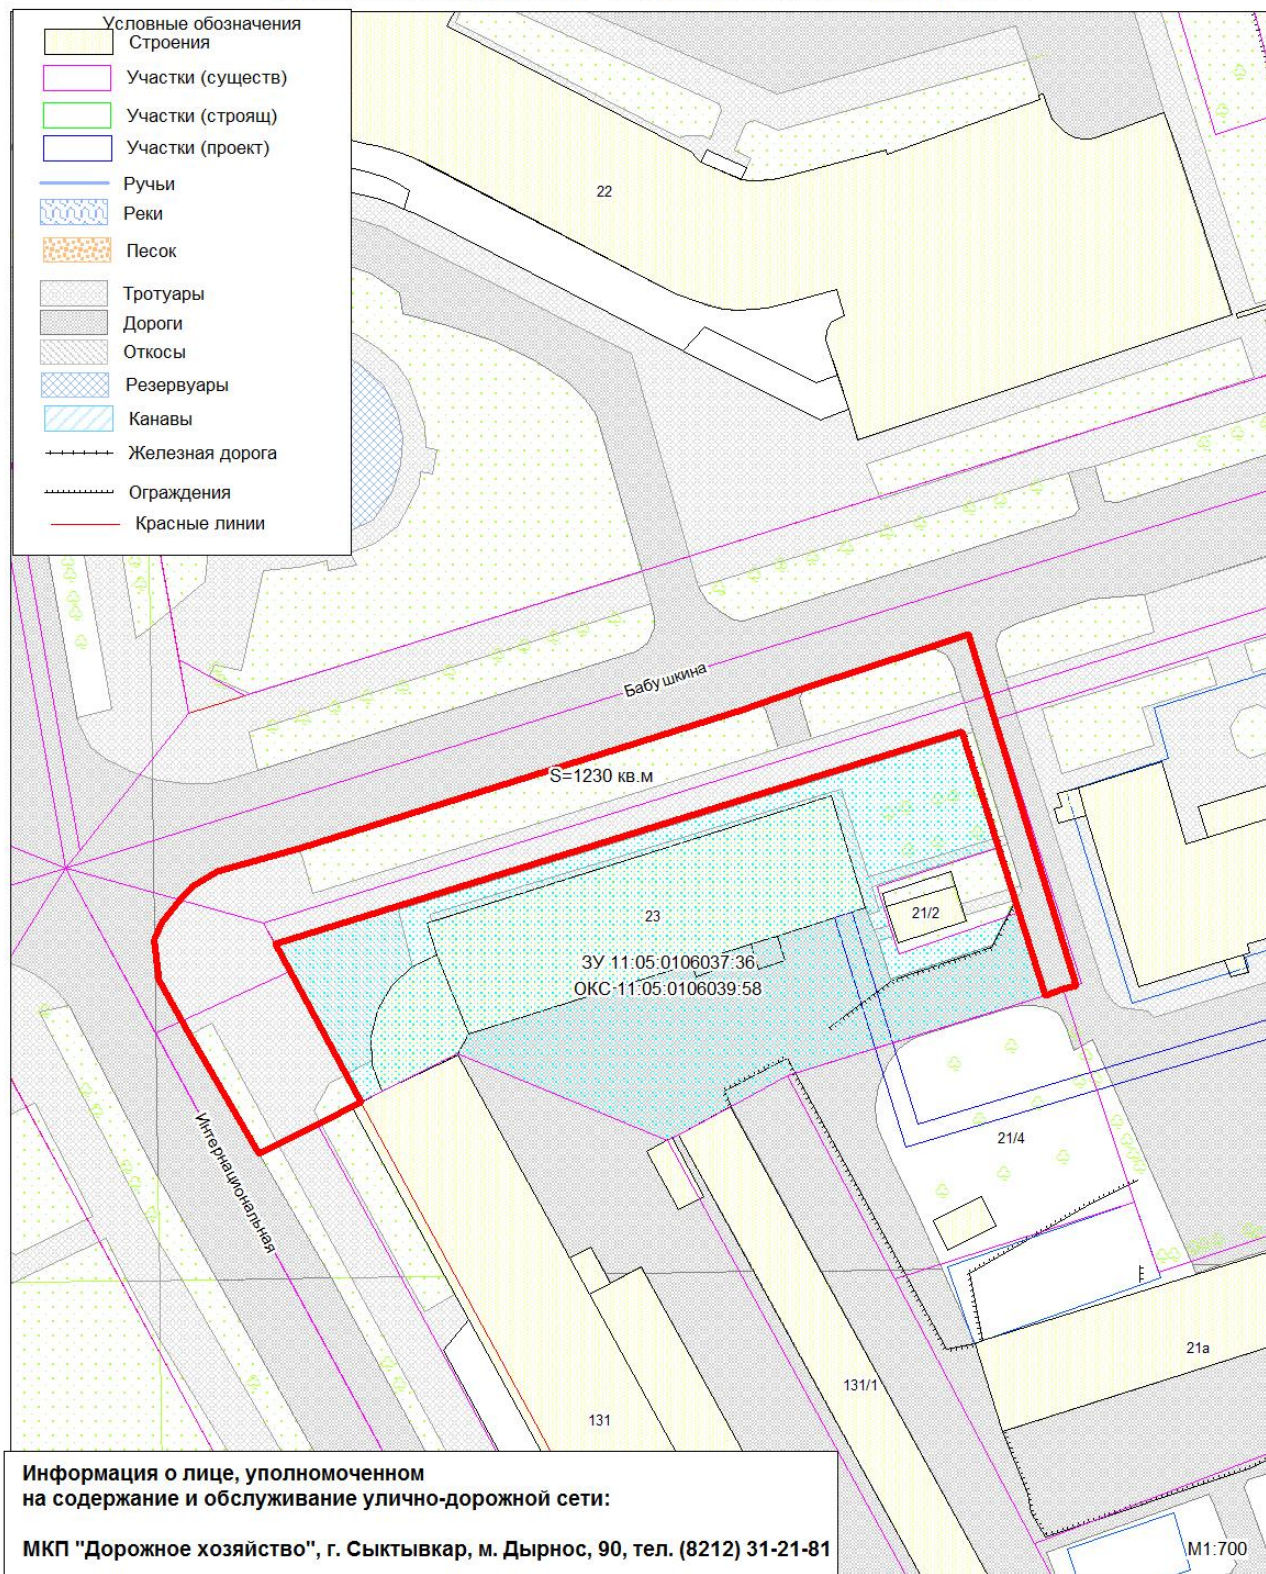 Условные обозначения
Строения
Участки (существ)
Участки (строящ)
Участки (проект)
Ручьи
Реки
Песок
Тротуары
Дороги
Откосы
Резервуары
Канавы
Железная дорога
Ограждения
Красные линии
22
Бабушкина
S=1230 кв.м
23
21/2
ЗУ 11:05:0106037:36
ОКС 11:05:0106039:58
Интернациональная
21/4
21а
131/1
131
Информация о лице, уполномоченном
на содержание и обслуживание улично-дорожной сети:
МКП "Дорожное хозяйство", г. Сыктывкар, м. Дырнос, 90, тел. (8212) 31-21-81
М1:700